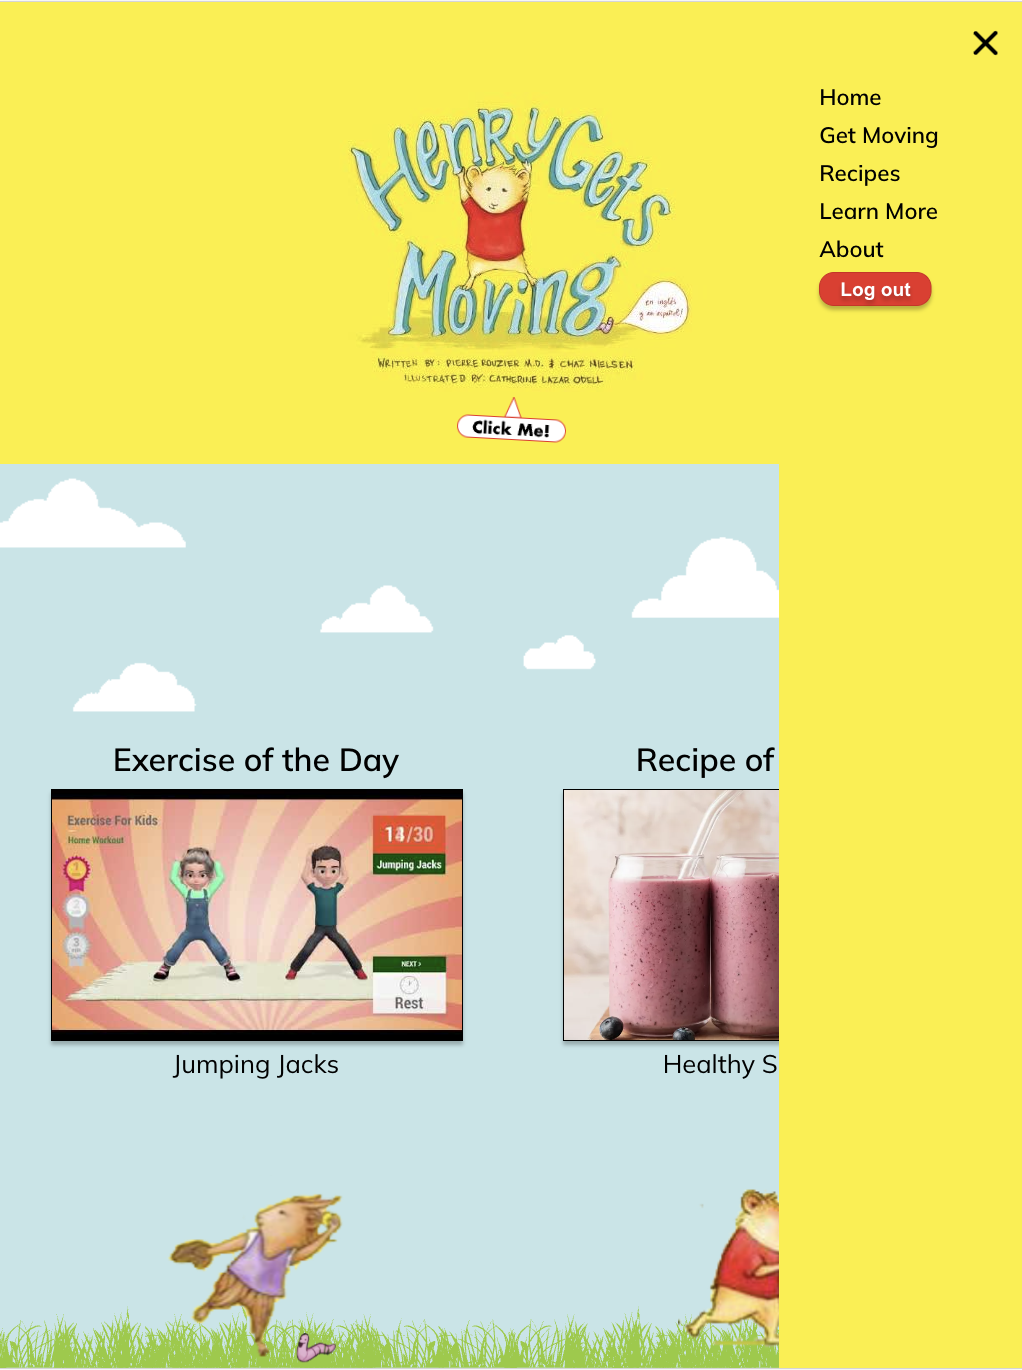 Home
Get Moving
Recipes
Learn More
About
Log out
Henry Gets
Moving
en inglés
y en español!
WRITTEN BY: PIERRE ROUZIER M.D. & CHAZ NIELSEN
ILLUSTRATED BY: CATHERINE LAZAR ODELL
Click Me!
Exercise of the Day
Recipe of
Exercise For Kids
Home Workout
/30
Jumping Jacks
1
2
3
NEXT >
Rest
Jumping Jacks
Healthy S